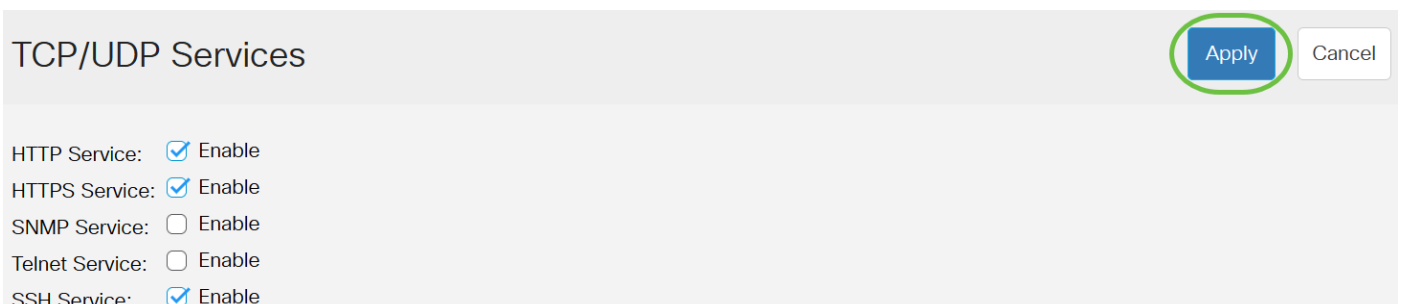 TCP/UDP Services
Apply
Cancel
HTTP Service: Enable
HTTPS Service: Enable
SNMP Service: Enable
Telnet Service: Enable
SSH Service: Enable